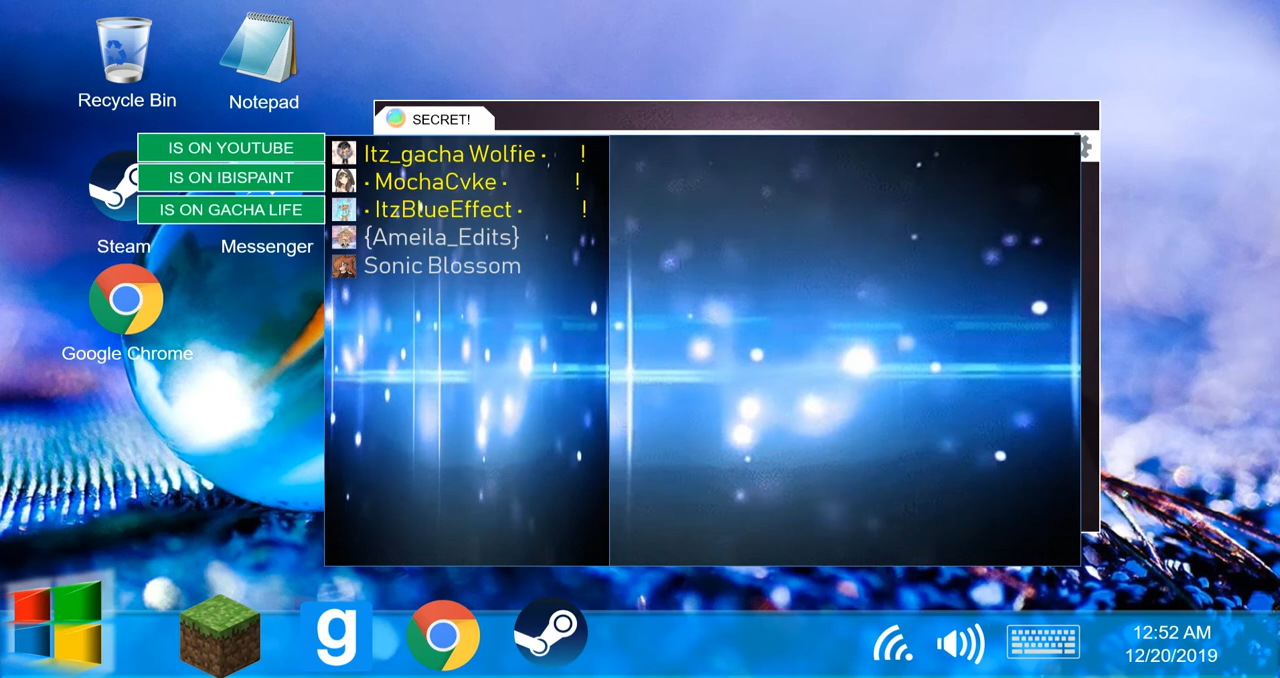 Recycle Bin
Notepad
SECRET!
IS ON YOUTUBE
IS ON IBISPAINT
IS ON GACHA LIFE
Itz_gacha Wolfie · !
· MochaCvke · !
· ItzBlueEffect · !
{Ameila_Edits}
Sonic Blossom
Steam
Messenger
Google Chrome
g
12:52 AM
12/20/2019